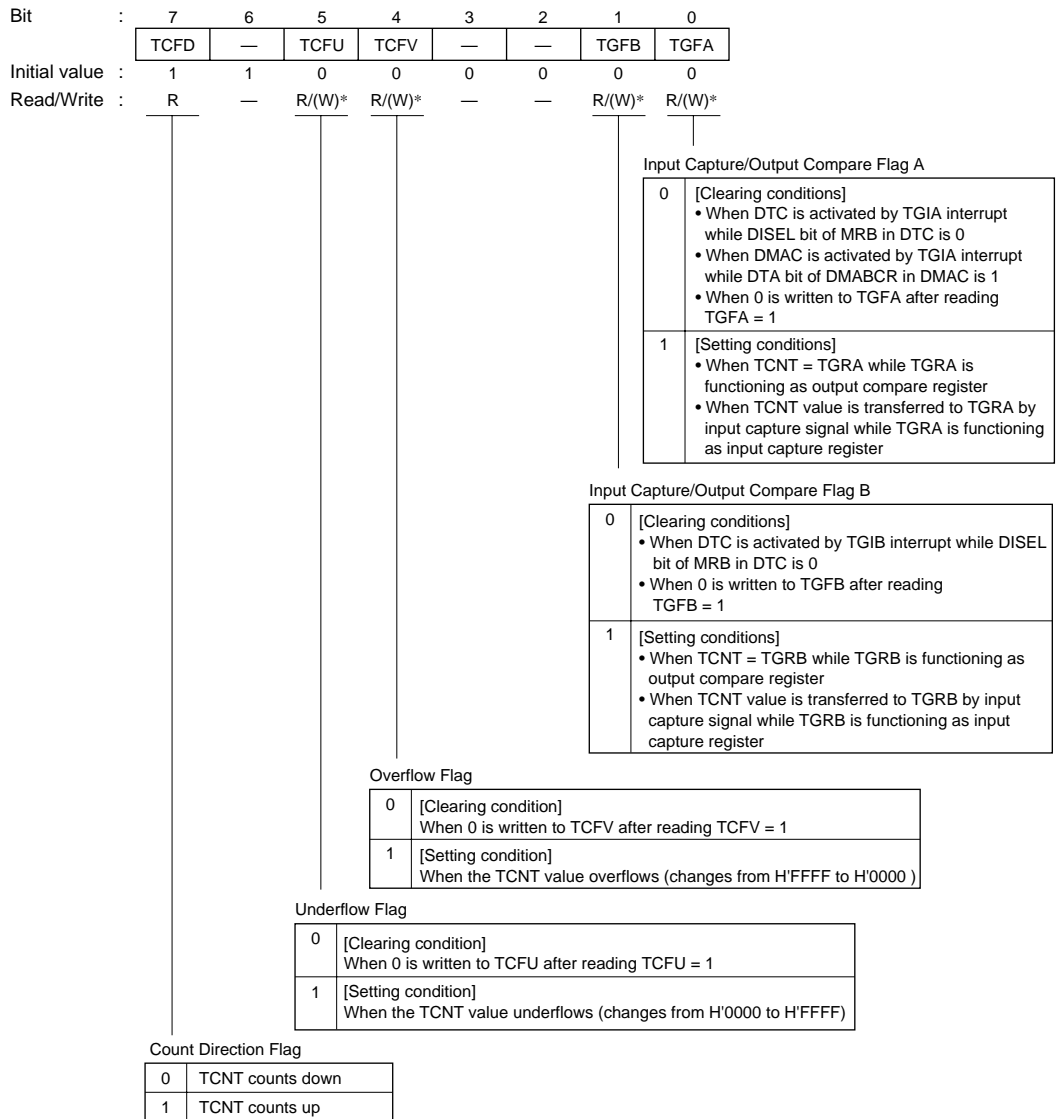 Bit : 7 6 5 4 3 2 1 0
TCFD — TCFU TCFV — — TGFB TGFA
Initial value : 1 1 0 0 0 0 0 0
Read/Write : R — R/(W)* R/(W)* — — R/(W)* R/(W)*
Input Capture/Output Compare Flag A
0 [Clearing conditions]
• When DTC is activated by TGIA interrupt
while DISEL bit of MRB in DTC is 0
• When DMAC is activated by TGIA interrupt
while DTA bit of DMABCR in DMAC is 1
• When 0 is written to TGFA after reading
TGFA = 1
1 [Setting conditions]
• When TCNT = TGRA while TGRA is
functioning as output compare register
• When TCNT value is transferred to TGRA by
input capture signal while TGRA is functioning
as input capture register
Input Capture/Output Compare Flag B
0 [Clearing conditions]
• When DTC is activated by TGIB interrupt while DISEL
bit of MRB in DTC is 0
• When 0 is written to TGFB after reading
TGFB = 1
1 [Setting conditions]
• When TCNT = TGRB while TGRB is functioning as
output compare register
• When TCNT value is transferred to TGRB by input
capture signal while TGRB is functioning as input
capture register
Overflow Flag
0 [Clearing condition]
When 0 is written to TCFV after reading TCFV = 1
1 [Setting condition]
When the TCNT value overflows (changes from H'FFFF to H'0000 )
Underflow Flag
0 [Clearing condition]
When 0 is written to TCFU after reading TCFU = 1
1 [Setting condition]
When the TCNT value underflows (changes from H'0000 to H'FFFF)
Count Direction Flag
0 TCNT counts down
1 TCNT counts up